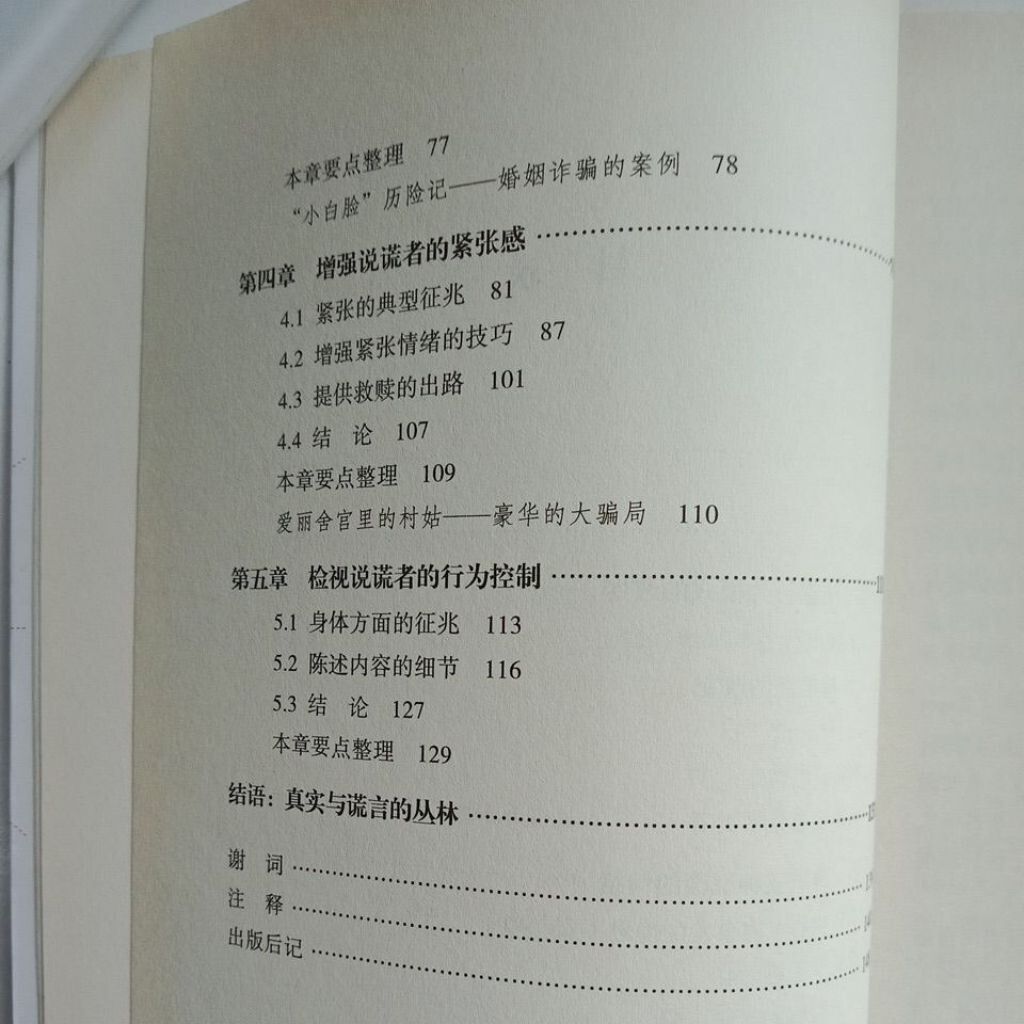 本章要点整理 77
“小白脸”历险记——婚姻诈骗的案例 78
第四章 增强说谎者的紧张感
4.1 紧张的典型征兆 81
4.2 增强紧张情绪的技巧 87
4.3 提供救赎的出路 101
4.4 结 论 107
本章要点整理 109
爱丽舍宫里的村姑——豪华的大骗局 110
第五章 检视说谎者的行为控制
5.1 身体方面的征兆 113
5.2 陈述内容的细节 116
5.3 结 论 127
本章要点整理 129
结语：真实与谎言的丛林
谢 词
注 释
出版后记